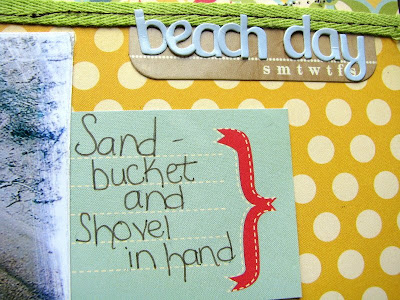 beach day
s m t w t f s
Sand -
bucket
and
Shovel
in hand